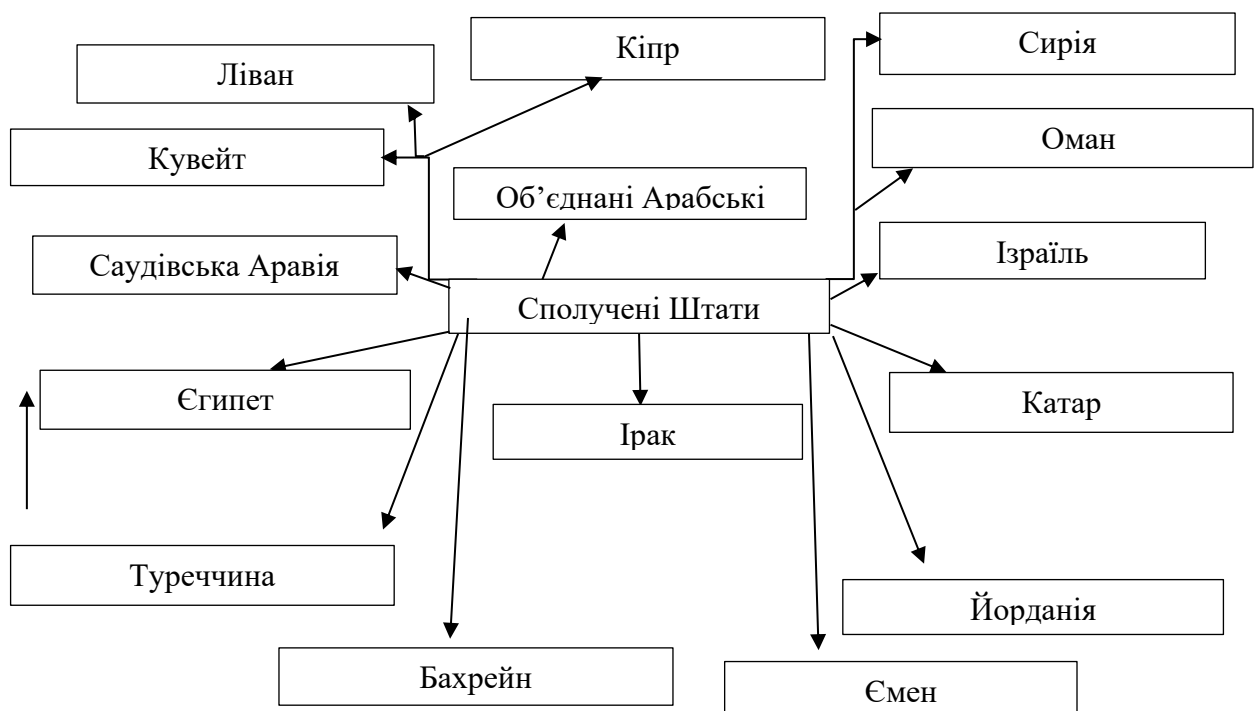 Кіпр
Сирія
Ліван
Оман
Кувейт
Об’єднані Арабські
Саудівська Аравія
Ізраїль
Сполучені Штати
Єгипет
Катар
Ірак
Туреччина
Йорданія
Бахрейн
Ємен